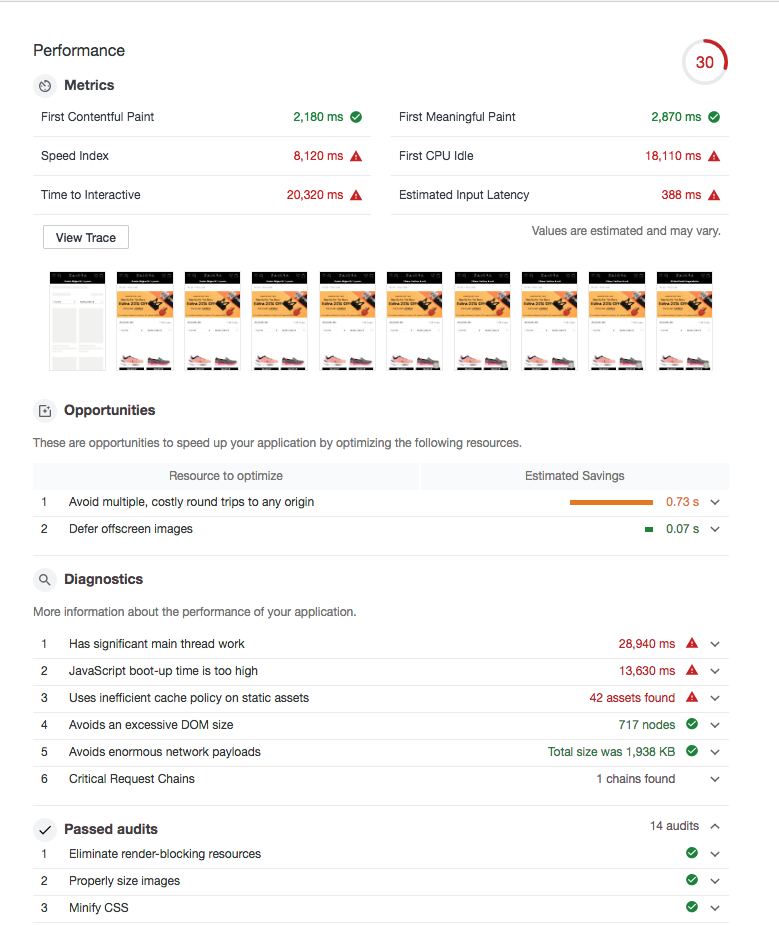 Performance
30
Metrics
First Contentful Paint 2,180 ms
First Meaningful Paint 2,870 ms
Speed Index 8,120 ms
First CPU Idle 18,110 ms
Time to Interactive 20,320 ms
Estimated Input Latency 388 ms
View Trace
Values are estimated and may vary.
Opportunities
These are opportunities to speed up your application by optimizing the following resources.
Resource to optimize Estimated Savings
1 Avoid multiple, costly round trips to any origin 0.73 s
2 Defer offscreen images 0.07 s
Diagnostics
More information about the performance of your application.
1 Has significant main thread work 28,940 ms
2 JavaScript boot-up time is too high 13,630 ms
3 Uses inefficient cache policy on static assets 42 assets found
4 Avoids an excessive DOM size 717 nodes
5 Avoids enormous network payloads Total size was 1,938 KB
6 Critical Request Chains 1 chains found
Passed audits 14 audits
1 Eliminate render-blocking resources
2 Properly size images
3 Minify CSS